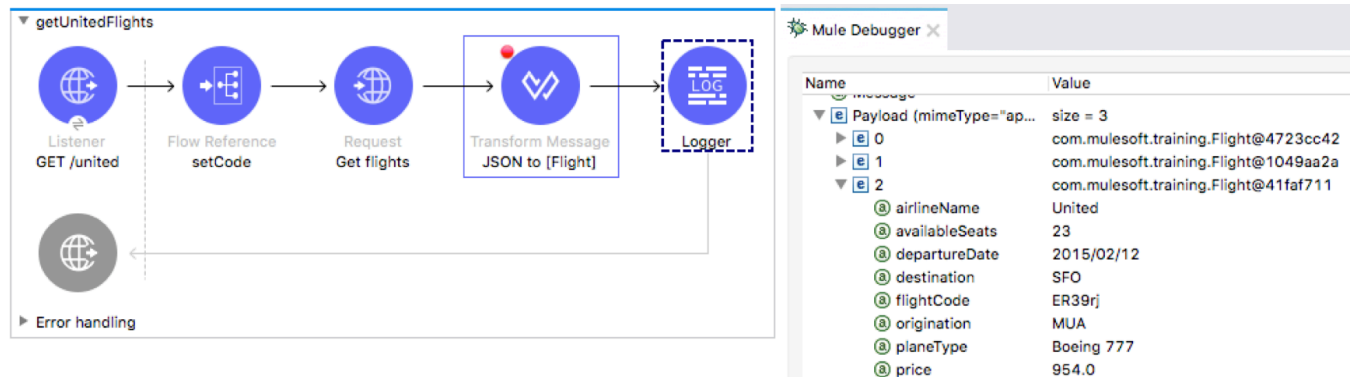 getUnitedFlights
LOG
Listener
GET /united
Flow Reference
setCode
Request
Get flights
Transform Message
JSON to [Flight]
Logger
Error handling
Mule Debugger
Name Value
Message
Payload (mimeType="ap... size = 3
0 com.mulesoft.training.Flight@4723cc42
1 com.mulesoft.training.Flight@1049aa2a
2 com.mulesoft.training.Flight@41faf711
airlineName United
availableSeats 23
departureDate 2015/02/12
destination SFO
flightCode ER39rj
origination MUA
planeType Boeing 777
price 954.0